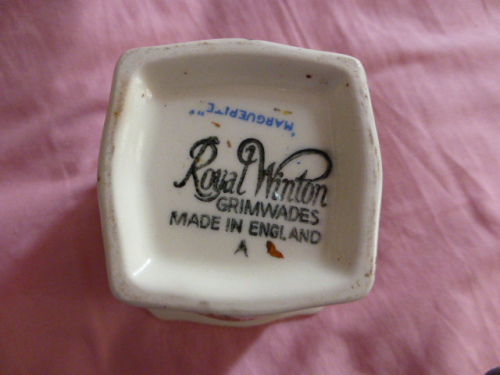 "MARGUERITE"
Royal Winton
GRIMWADES
MADE IN ENGLAND
A